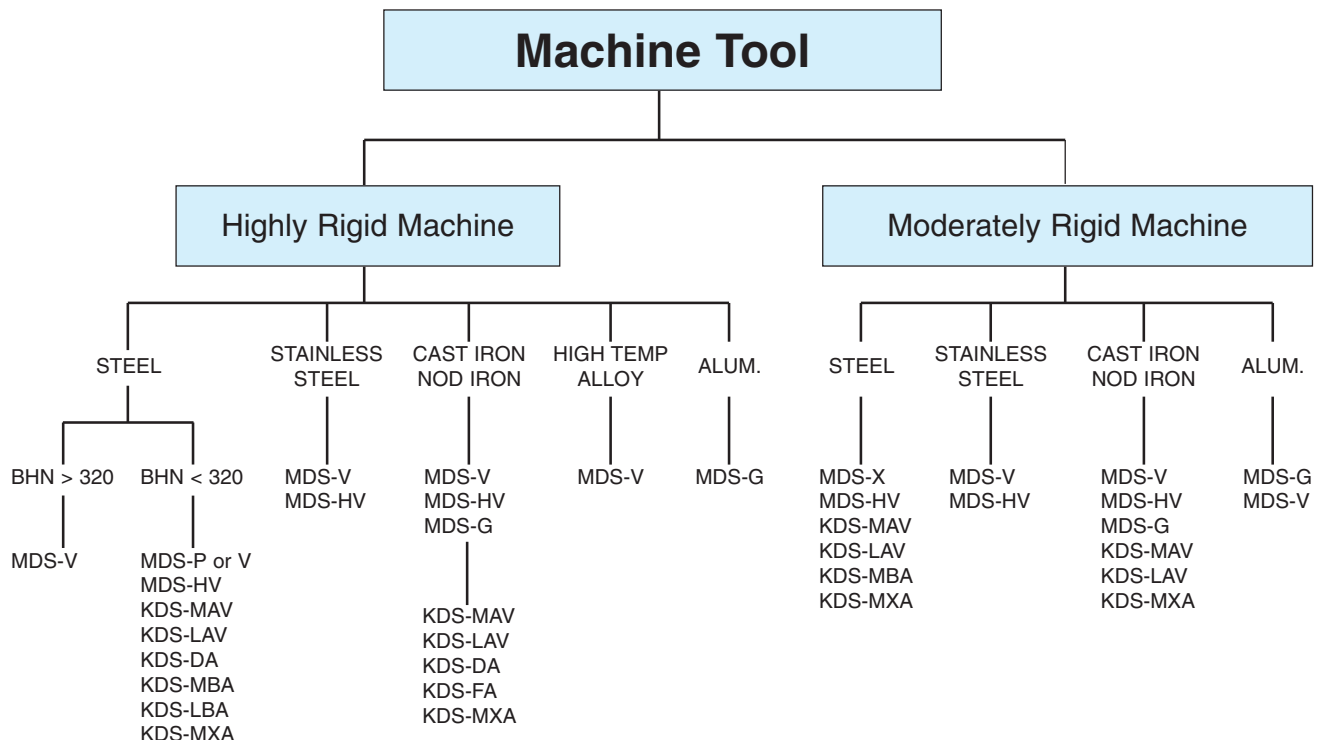 Machine Tool
Highly Rigid Machine
Moderately Rigid Machine
STEEL
STAINLESS
STEEL
CAST IRON
NOD IRON
HIGH TEMP
ALLOY
ALUM.
STEEL
STAINLESS
STEEL
CAST IRON
NOD IRON
ALUM.
BHN > 320
BHN < 320
MDS-V
MDS-P or V
MDS-HV
KDS-MAV
KDS-LAV
KDS-DA
KDS-MBA
KDS-LBA
KDS-MXA
MDS-V
MDS-HV
MDS-V
MDS-HV
MDS-G
KDS-MAV
KDS-LAV
KDS-DA
KDS-FA
KDS-MXA
MDS-V
MDS-G
MDS-X
MDS-HV
KDS-MAV
KDS-LAV
KDS-MBA
KDS-MXA
MDS-V
MDS-HV
MDS-V
MDS-HV
MDS-G
KDS-MAV
KDS-LAV
KDS-MXA
MDS-G
MDS-V